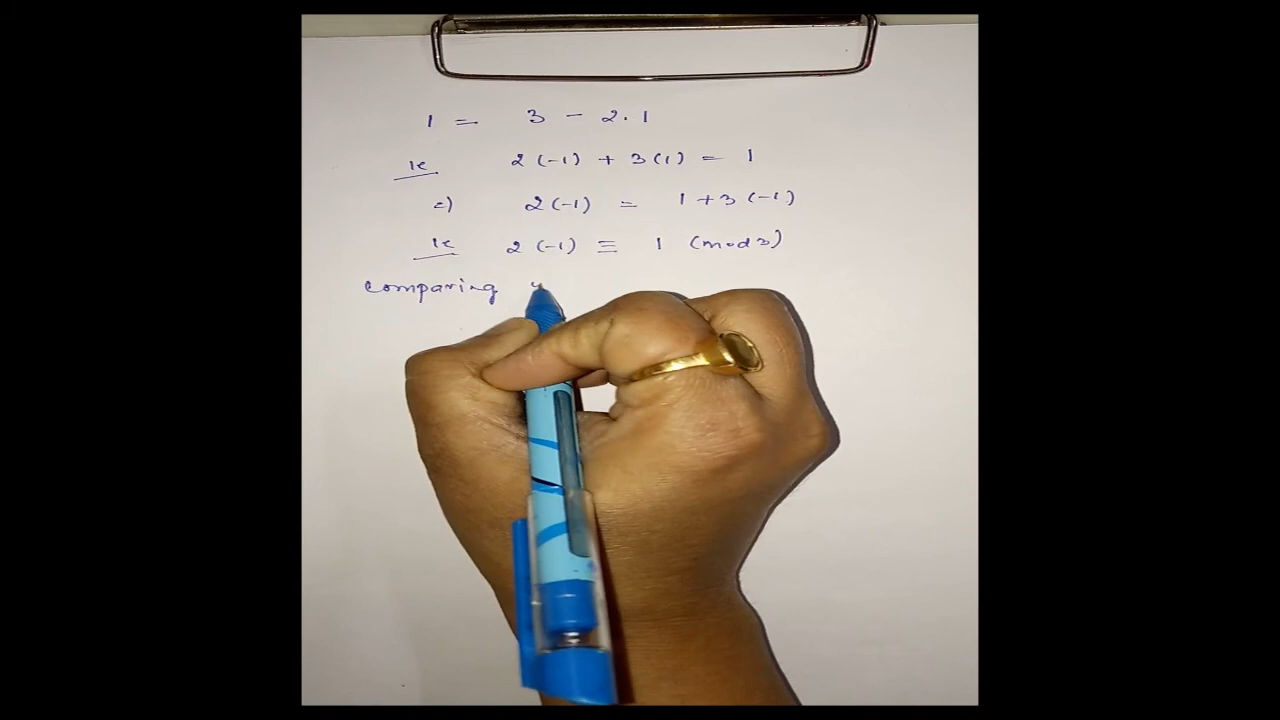 1 = 3 - 2.1
ie 2(-1) + 3(1) = 1
=) 2(-1) = 1+3(-1)
ie 2(-1) ≡ 1 (mod 3)
comparing